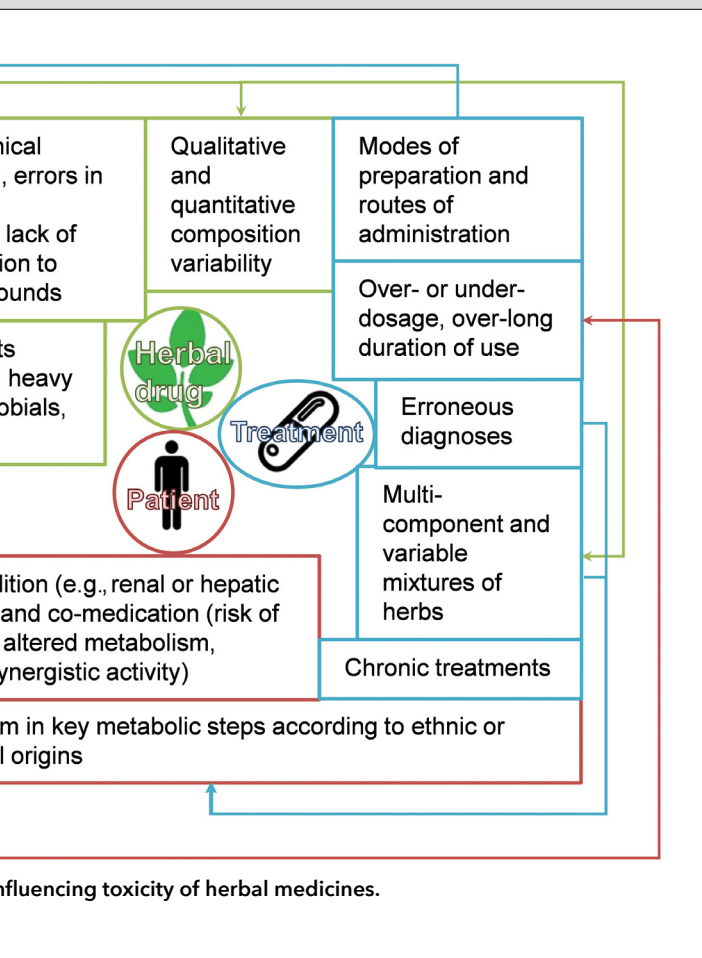 nical
, errors in
lack of
ion to
ounds
Qualitative
and
quantitative
composition
variability
Modes of
preparation and
routes of
administration
Over- or under-
dosage, over-long
duration of use
ts
heavy
obials,
Herbal
drug
Treatment
Erroneous
diagnoses
Patient
Multi-
component and
variable
mixtures of
herbs
lition (e.g., renal or hepatic
and co-medication (risk of
altered metabolism,
ynergistic activity)
Chronic treatments
m in key metabolic steps according to ethnic or
l origins
nfluencing toxicity of herbal medicines.